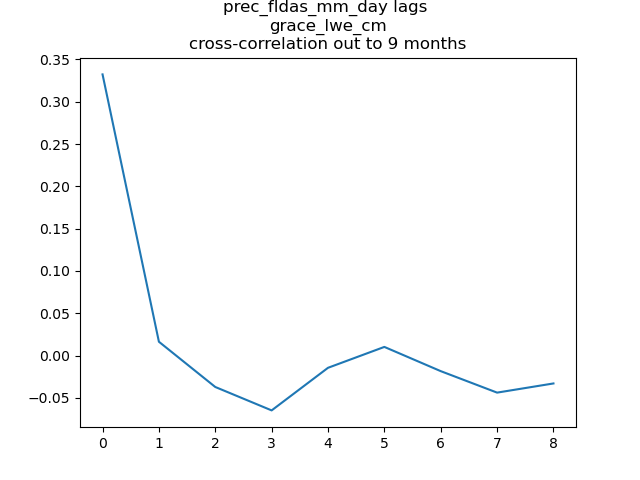 prec_fldas_mm_day lags
grace_lwe_cm
cross-correlation out to 9 months
0.35
0.30
0.25
0.20
0.15
0.10
0.05
0.00
−0.05
0 1 2 3 4 5 6 7 8